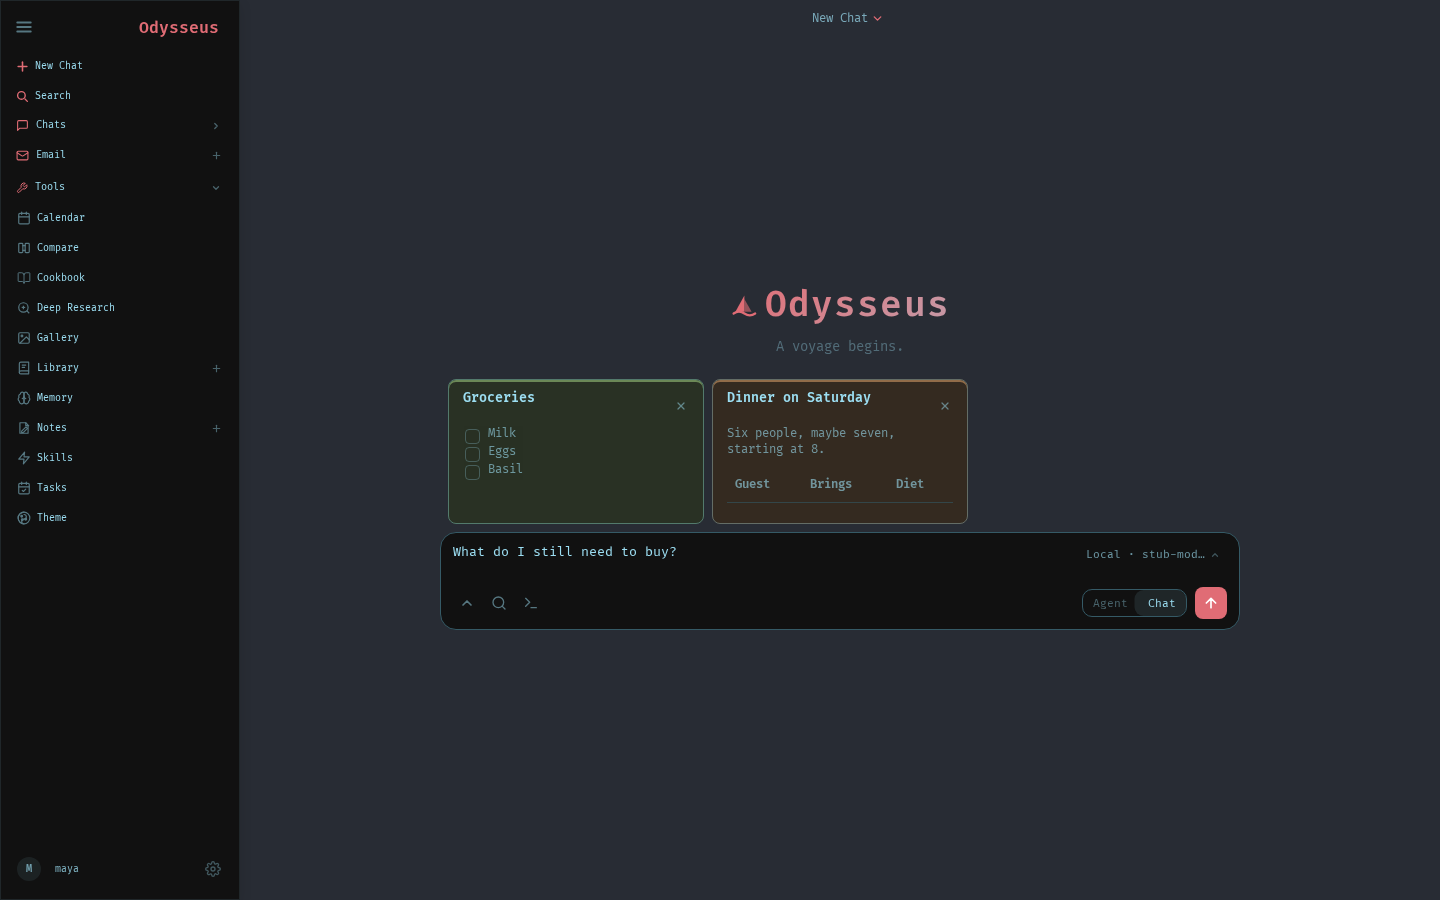 Odysseus
New Chat
Search
Chats
Email
Tools
Calendar
Compare
Cookbook
Deep Research
Gallery
Library
Memory
Notes
Skills
Tasks
Theme
M
maya
New Chat
Odysseus
A voyage begins.
Groceries
Milk
Eggs
Basil
Dinner on Saturday
Six people, maybe seven,
starting at 8.
Guest Brings Diet
What do I still need to buy?
Local · stub-mod…
Agent Chat